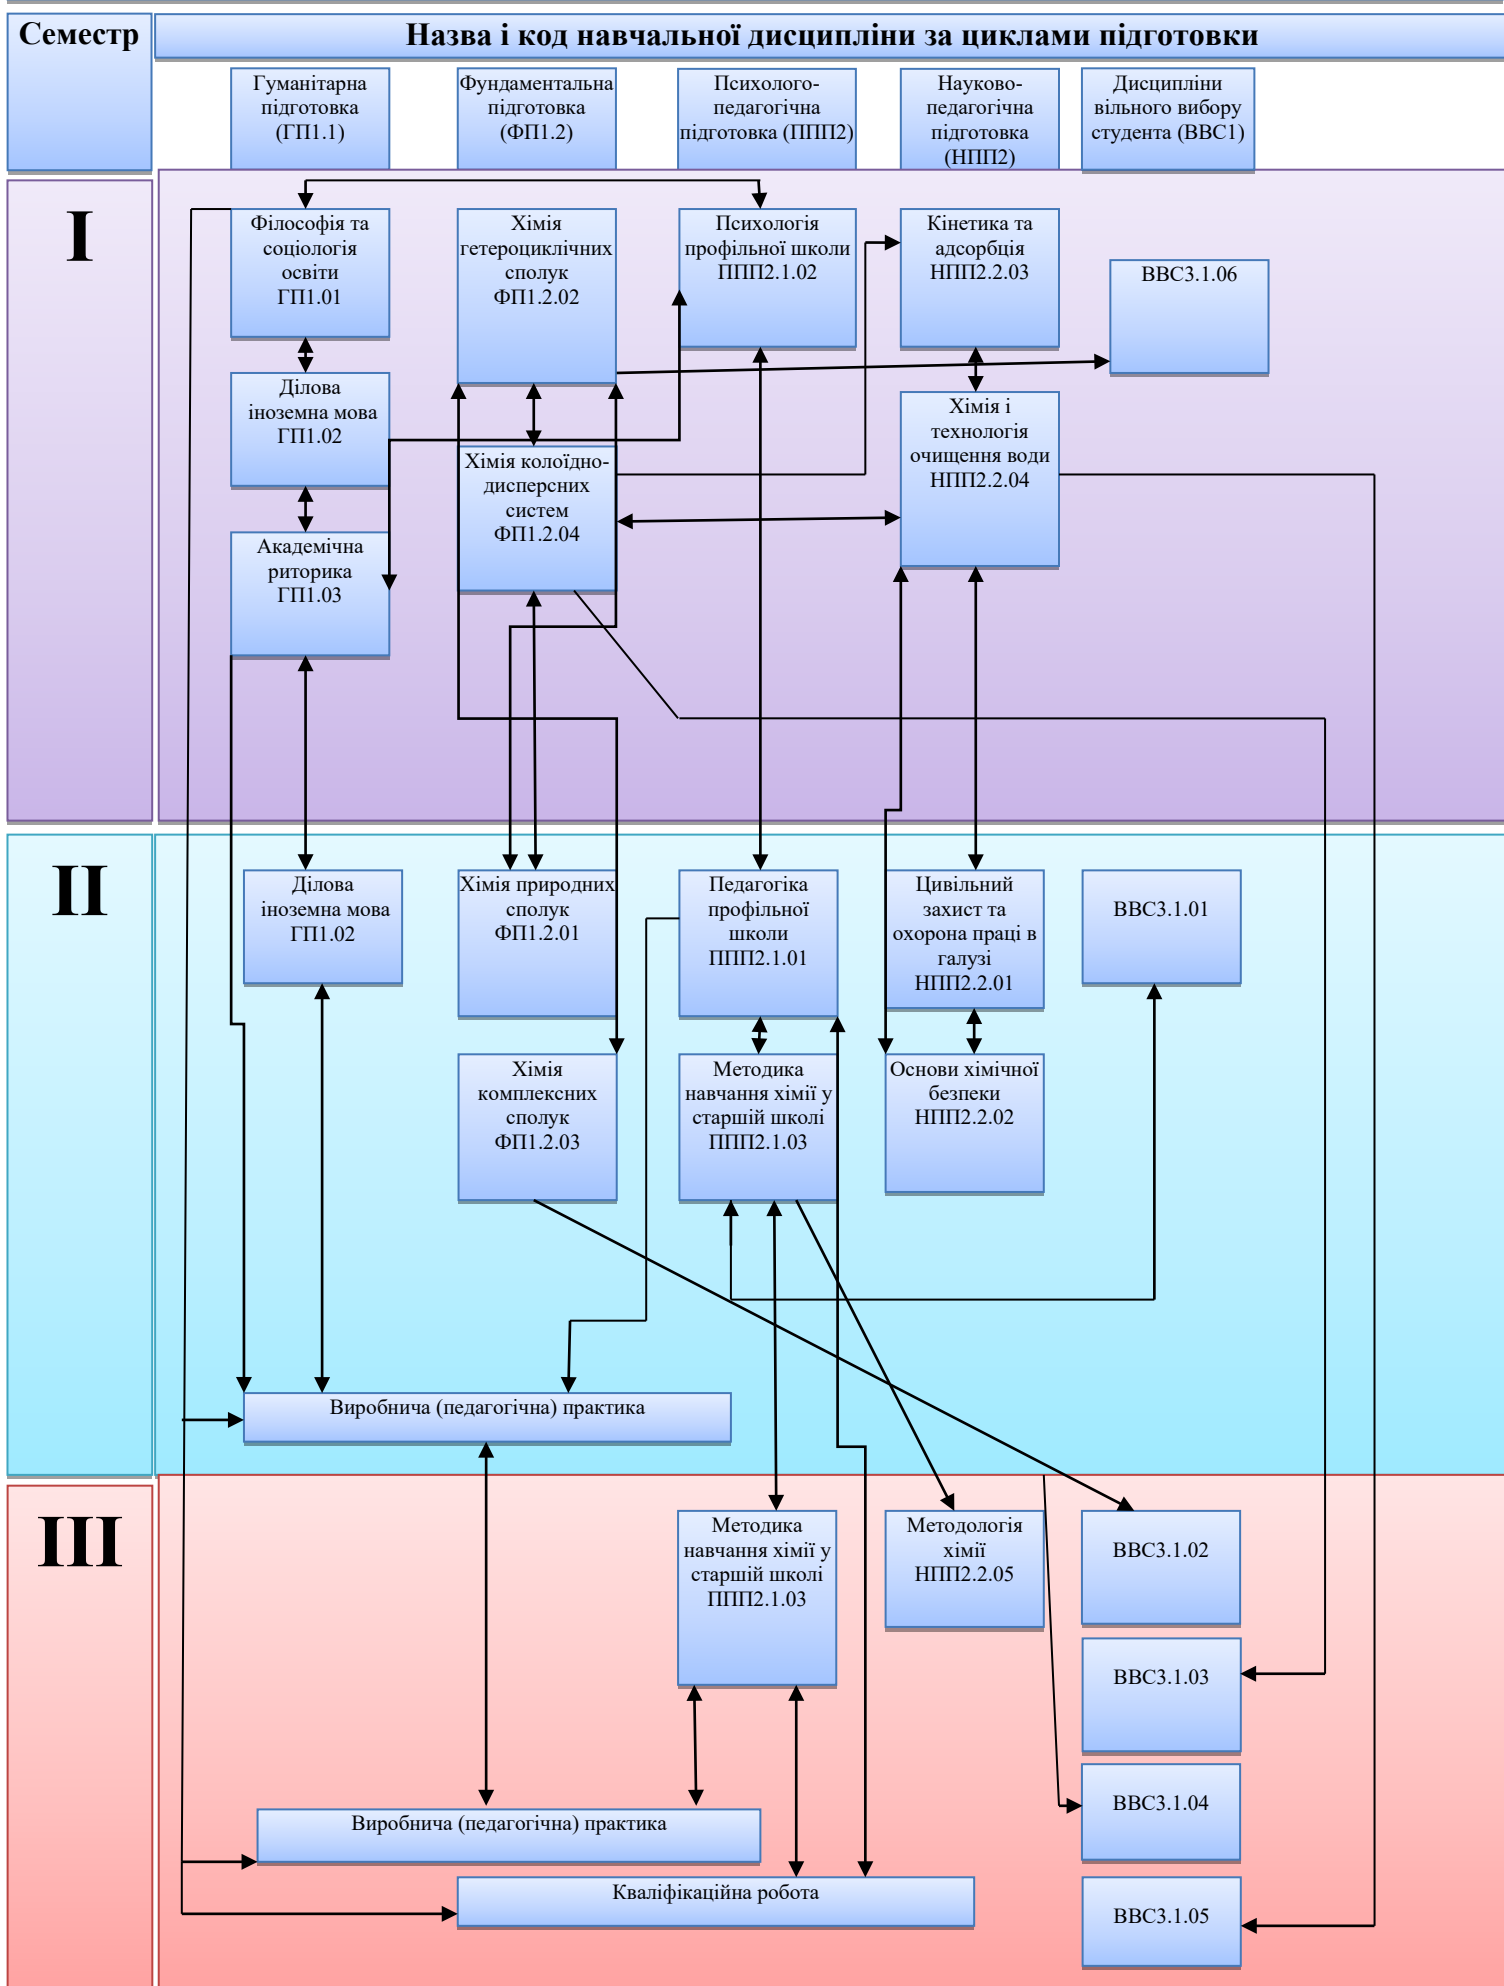 Семестр
Назва і код навчальної дисципліни за циклами підготовки
Гуманітарна
підготовка
(ГП1.1)
Фундаментальна
підготовка
(ФП1.2)
Психолого-
педагогічна
підготовка (ППП2)
Науково-
педагогічна
підготовка
(НПП2)
Дисципліни
вільного вибору
студента (ВВС1)
I
Філософія та
соціологія
освіти
ГП1.01
Хімія
гетероциклічних
сполук
ФП1.2.02
Психологія
профільної школи
ППП2.1.02
Кінетика та
адсорбція
НПП2.2.03
ВВС3.1.06
Ділова
іноземна мова
ГП1.02
Хімія колоїдно-
дисперсних
систем
ФП1.2.04
Хімія і
технологія
очищення води
НПП2.2.04
Академічна
риторика
ГП1.03
II
Ділова
іноземна мова
ГП1.02
Хімія природних
сполук
ФП1.2.01
Педагогіка
профільної
школи
ППП2.1.01
Цивільний
захист та
охорона праці в
галузі
НПП2.2.01
ВВС3.1.01
Хімія
комплексних
сполук
ФП1.2.03
Методика
навчання хімії у
старшій школі
ППП2.1.03
Основи хімічної
безпеки
НПП2.2.02
Виробнича (педагогічна) практика
III
Методика
навчання хімії у
старшій школі
ППП2.1.03
Методологія
хімії
НПП2.2.05
ВВС3.1.02
ВВС3.1.03
ВВС3.1.04
Виробнича (педагогічна) практика
Кваліфікаційна робота
ВВС3.1.05